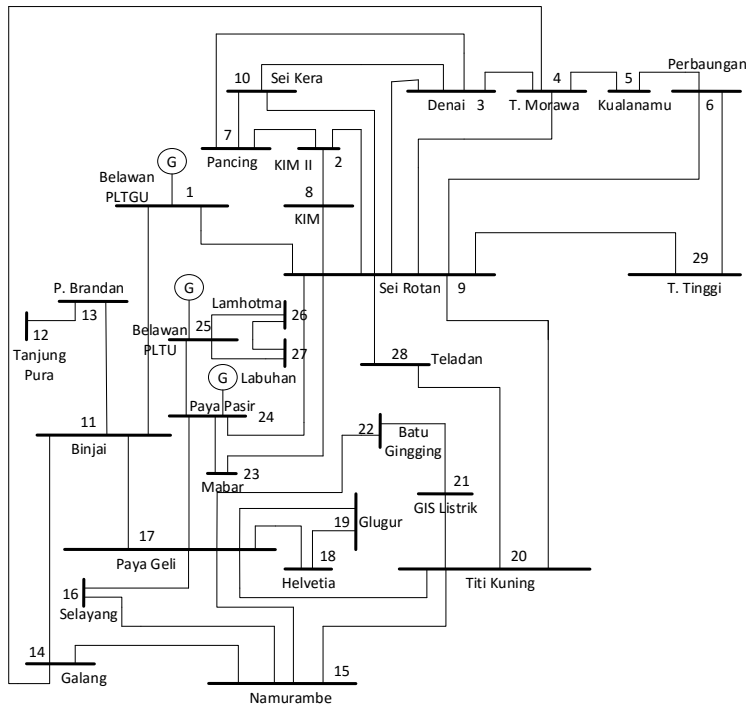 Perbaungan
10
Sei Kera
4
5
Denai
3
T. Morawa
Kualanamu
6
7
Pancing
KIM II
2
G
Belawan
PLTGU
1
8
KIM
29
T. Tinggi
Sei Rotan
9
P. Brandan
13
G
Lamhotma
26
12
Tanjung
Pura
25
Belawan
PLTU
27
28
Teladan
G
Labuhan
Paya Pasir
24
11
Binjai
22
Batu
Gingging
23
Mabar
21
GIS Listrik
17
Paya Geli
19
Glugur
18
Helvetia
20
Titi Kuning
16
Selayang
14
Galang
15
Namurambe